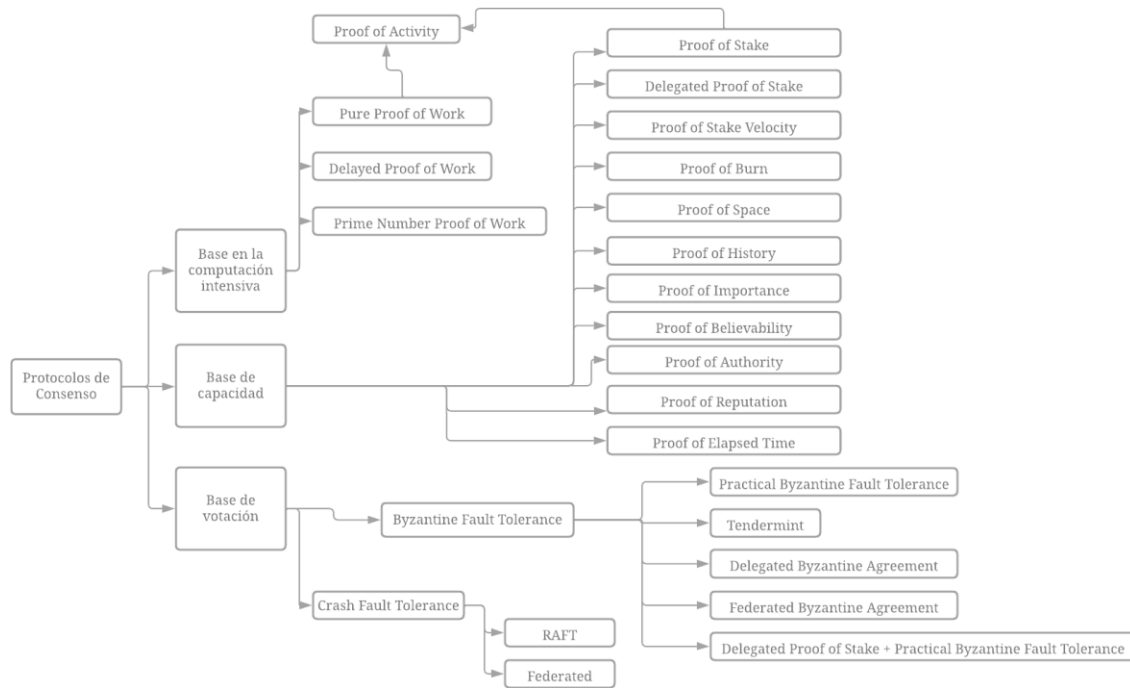 Proof of Activity
Proof of Stake
Delegated Proof of Stake
Pure Proof of Work
Proof of Stake Velocity
Delayed Proof of Work
Proof of Burn
Proof of Space
Prime Number Proof of Work
Base en la
computación
intensiva
Proof of History
Proof of Importance
Proof of Believability
Protocolos de
Consenso
Base de
capacidad
Proof of Authority
Proof of Reputation
Proof of Elapsed Time
Base de
votación
Byzantine Fault Tolerance
Practical Byzantine Fault Tolerance
Tendermint
Delegated Byzantine Agreement
Federated Byzantine Agreement
Delegated Proof of Stake + Practical Byzantine Fault Tolerance
Crash Fault Tolerance
RAFT
Federated